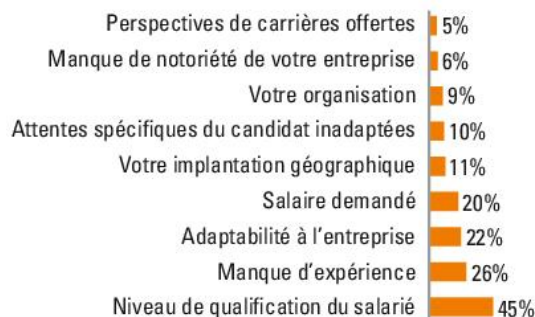 Perspectives de carrières offertes 5%
Manque de notoriété de votre entreprise 6%
Votre organisation 9%
Attentes spécifiques du candidat inadaptées 10%
Votre implantation géographique 11%
Salaire demandé 20%
Adaptabilité à l'entreprise 22%
Manque d'expérience 26%
Niveau de qualification du salarié 45%